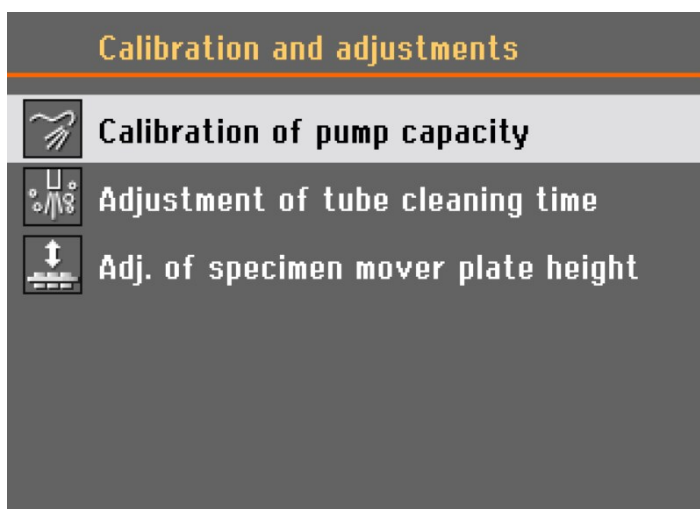 Calibration and adjustments
Calibration of pump capacity
Adjustment of tube cleaning time
Adj. of specimen mover plate height